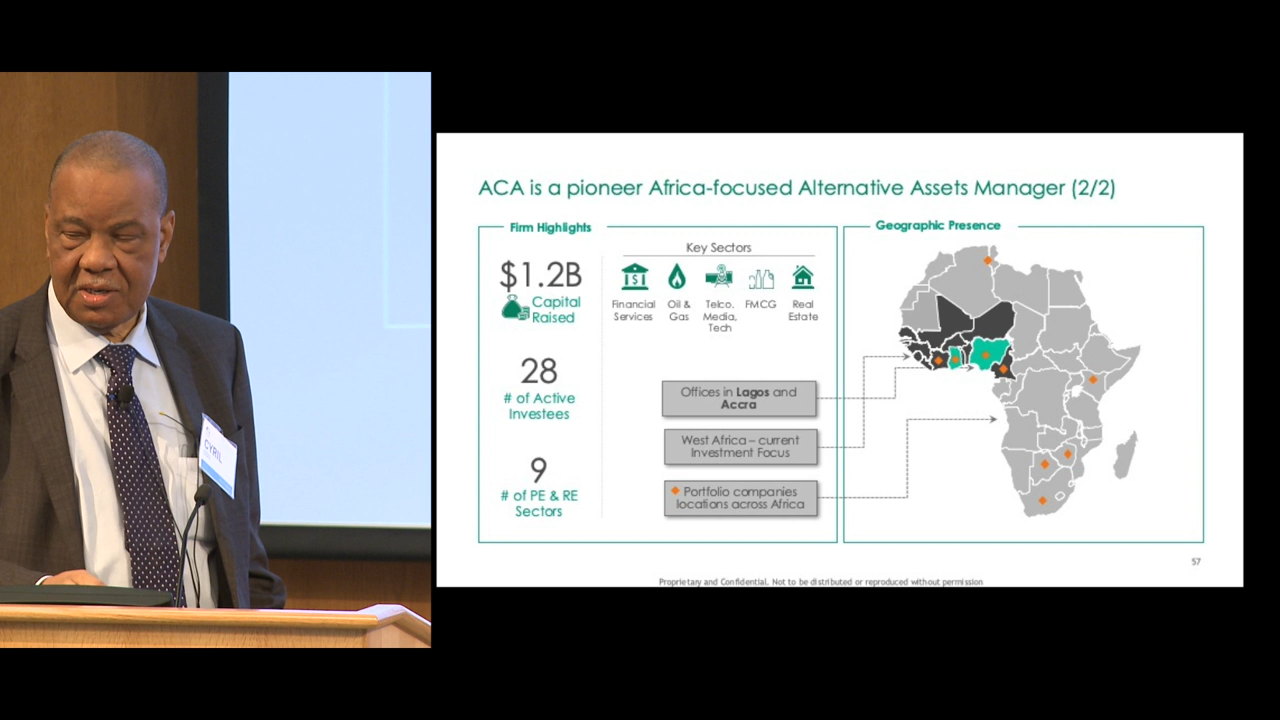 CYRIL
ACA is a pioneer Africa-focused Alternative Assets Manager (2/2)
Firm Highlights
$1.2B
Capital
Raised
28
# of Active
Investees
9
# of PE & RE
Sectors
Key Sectors
Financial
Services
Oil &
Gas
Telco,
Media,
Tech
FMCG
Real
Estate
Offices in Lagos and
Accra
West Africa – current
Investment Focus
Portfolio companies
locations across Africa
Geographic Presence
57
Proprietary and Confidential. Not to be distributed or reproduced without permission